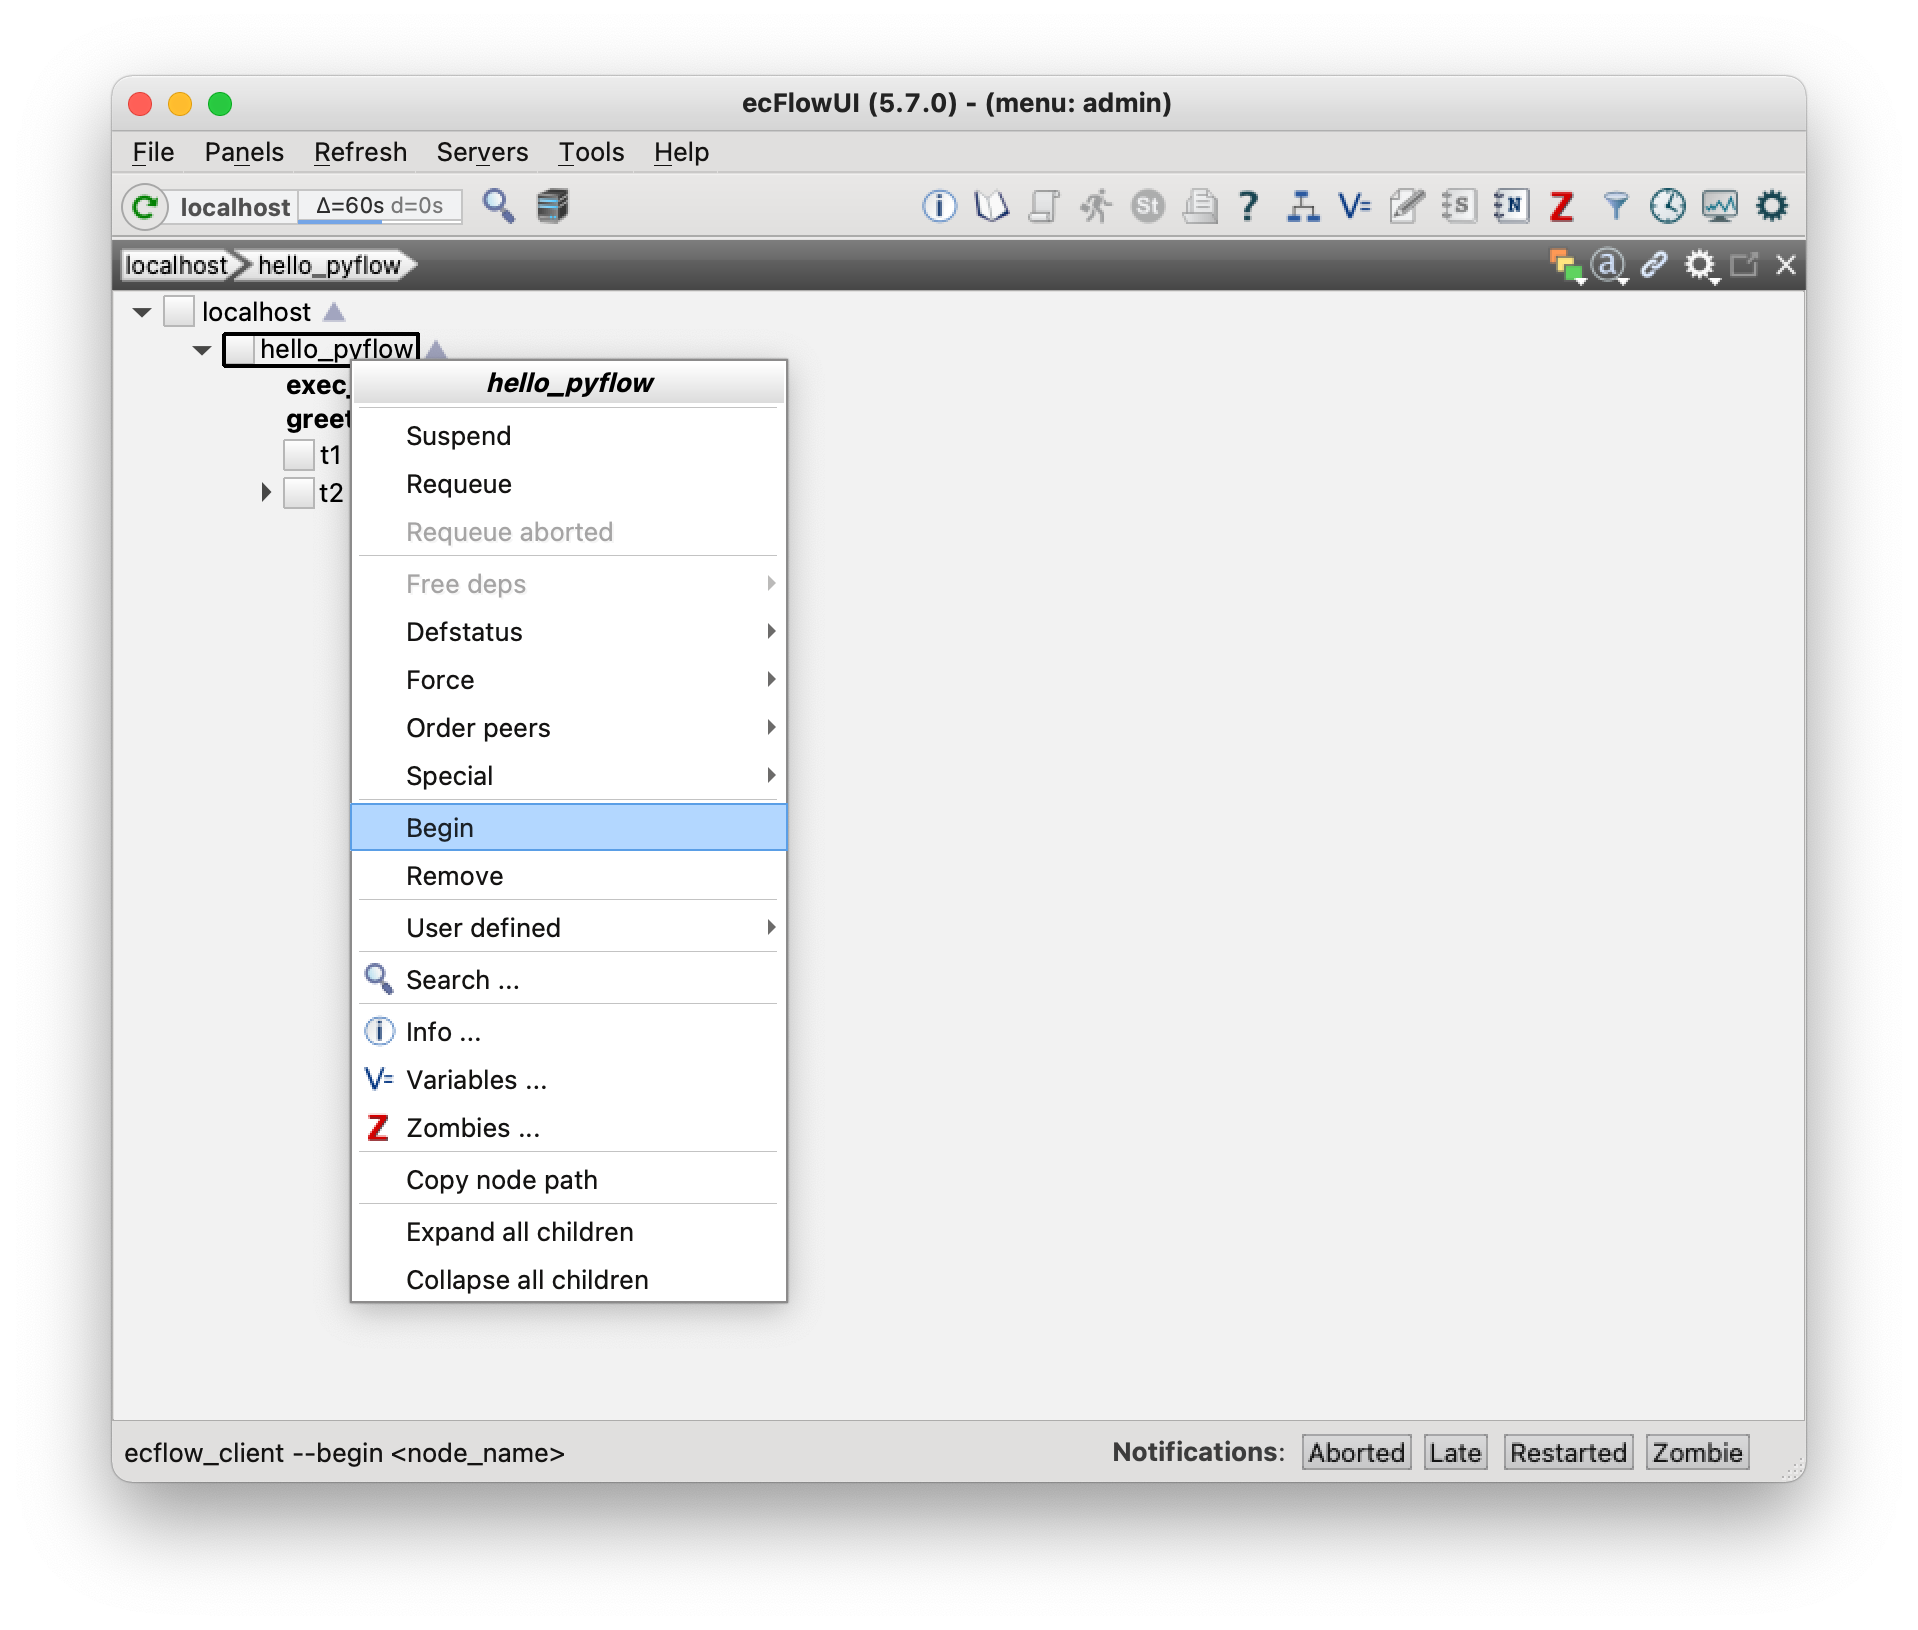 ecFlowUI (5.7.0) - (menu: admin)
File Panels Refresh Servers Tools Help
localhost Δ=60s d=0s St ? V= S N Z
localhost hello_pyflow a
localhost
hello_pyflow
exec_
greet
t1
t2
hello_pyflow
Suspend
Requeue
Requeue aborted
Free deps
Defstatus
Force
Order peers
Special
Begin
Remove
User defined
Search ...
i Info ...
V= Variables ...
Z Zombies ...
Copy node path
Expand all children
Collapse all children
ecflow_client --begin <node_name> Notifications: Aborted Late Restarted Zombie